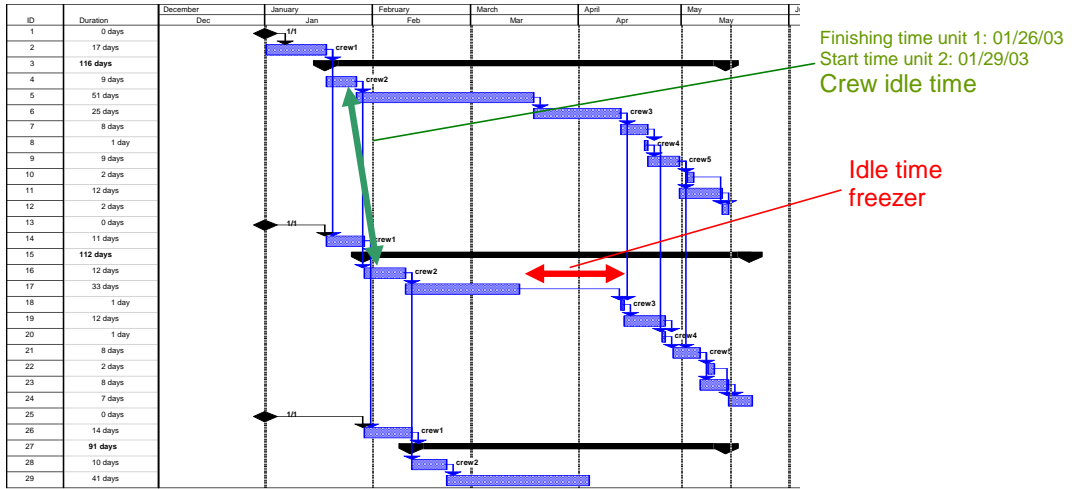 December January February March April May Ju
ID Duration Dec Jan Feb Mar Apr May
1 0 days 1/1
2 17 days crew1
3 116 days
4 9 days crew2
5 51 days
6 25 days crew3
7 8 days
8 1 day crew4
9 9 days crew5
10 2 days
11 12 days
12 2 days
13 0 days 1/1
14 11 days crew1
15 112 days
16 12 days crew2
17 33 days
18 1 day crew3
19 12 days
20 1 day crew4
21 8 days crew5
22 2 days
23 8 days
24 7 days
25 0 days 1/1
26 14 days crew1
27 91 days
28 10 days crew2
29 41 days
Finishing time unit 1: 01/26/03
Start time unit 2: 01/29/03
Crew idle time
Idle time
freezer